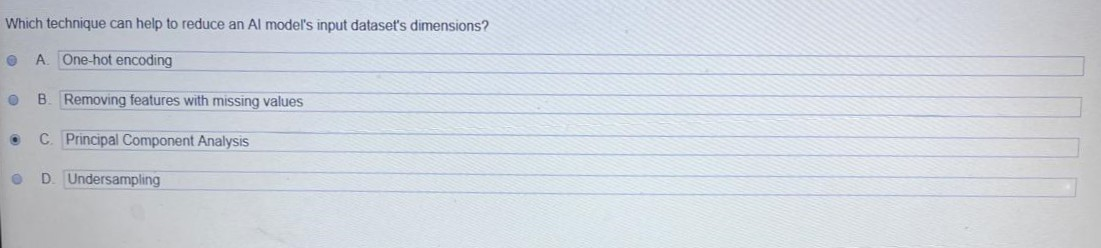 Which technique can help to reduce an AI model's input dataset's dimensions?
A. One-hot encoding
B. Removing features with missing values
C. Principal Component Analysis
D. Undersampling